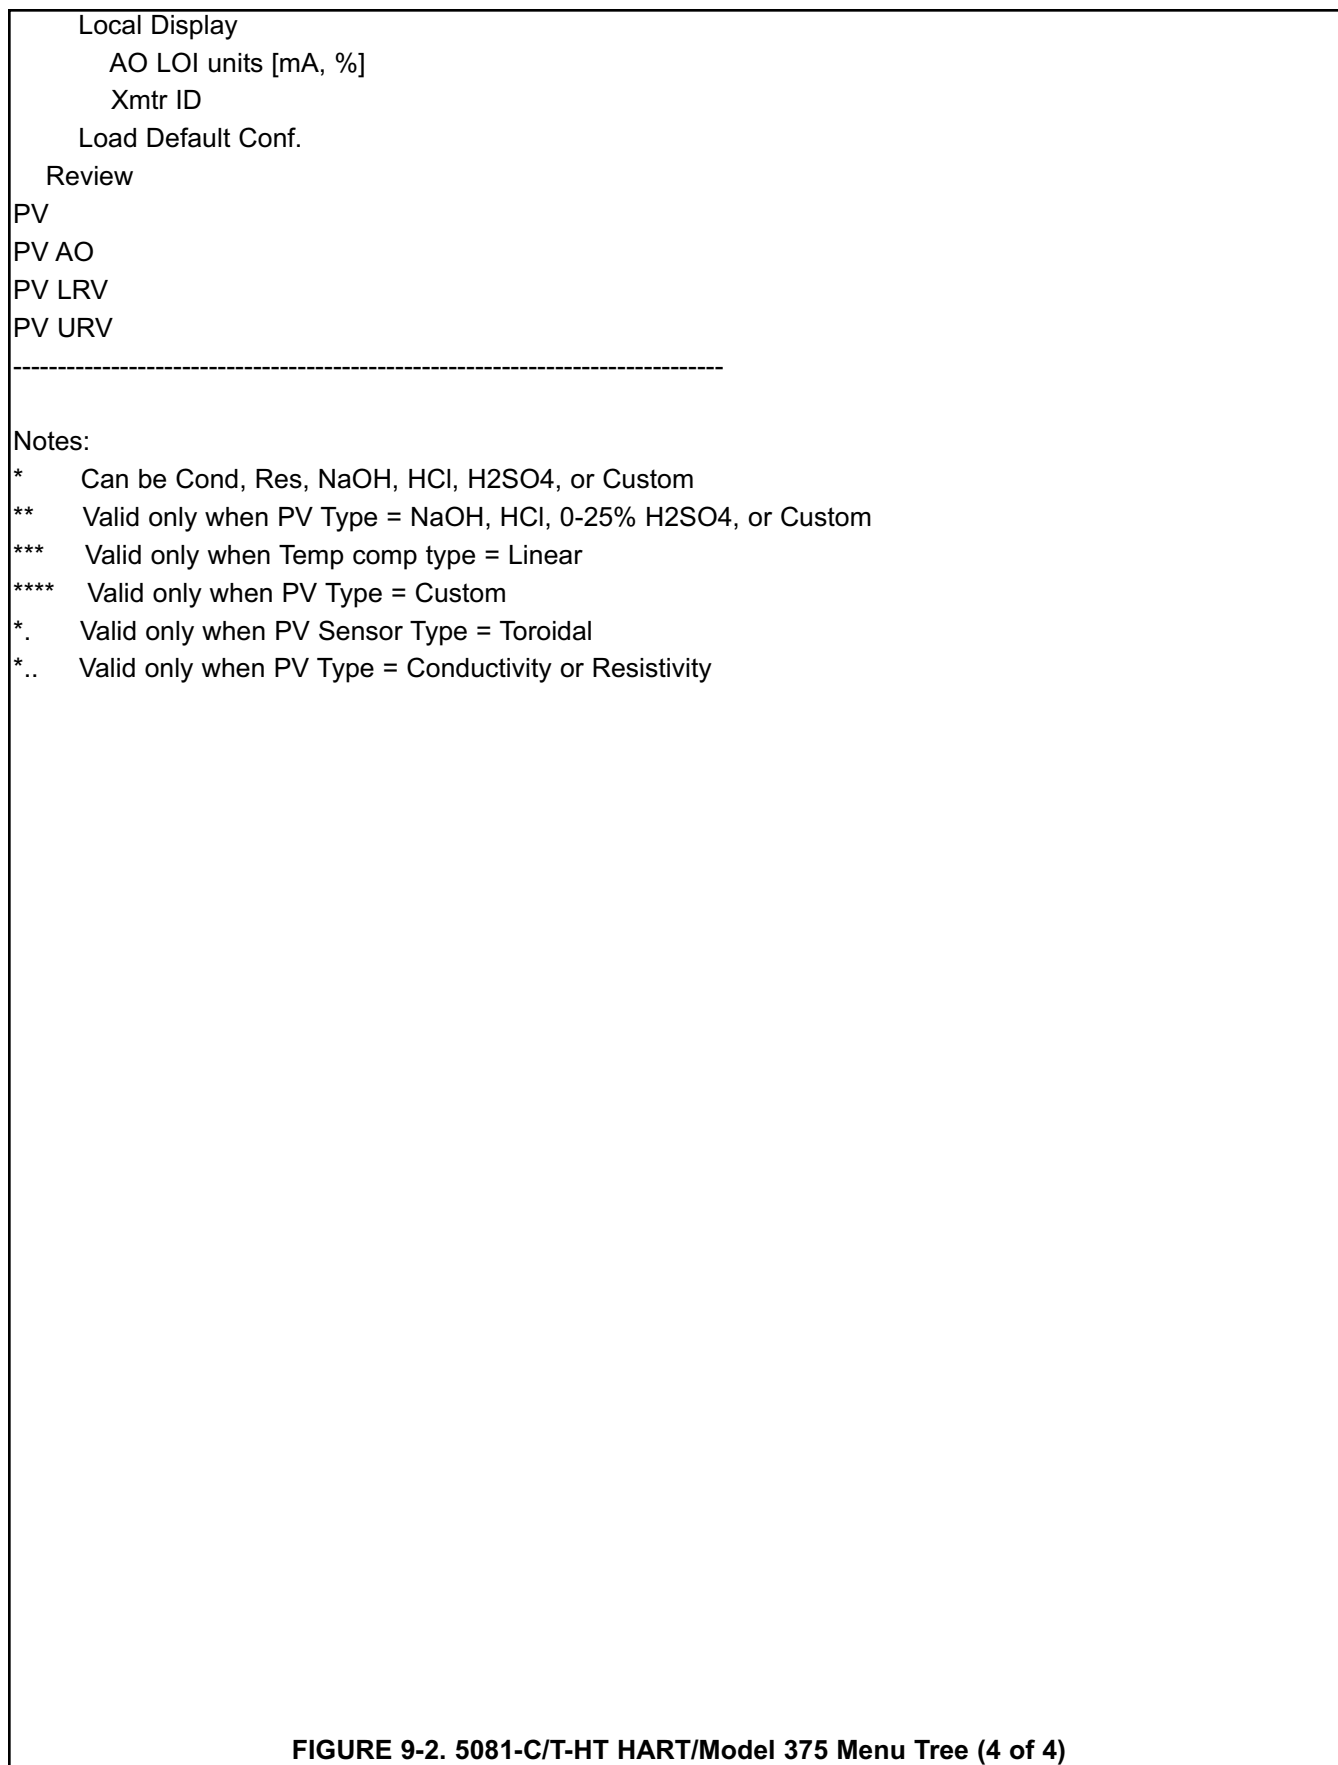 Local Display
AO LOI units [mA, %]
Xmtr ID
Load Default Conf.
Review
PV
PV AO
PV LRV
PV URV
--------------------------------------------------------------------------------
Notes:
* Can be Cond, Res, NaOH, HCl, H2SO4, or Custom
** Valid only when PV Type = NaOH, HCl, 0-25% H2SO4, or Custom
*** Valid only when Temp comp type = Linear
**** Valid only when PV Type = Custom
*. Valid only when PV Sensor Type = Toroidal
*.. Valid only when PV Type = Conductivity or Resistivity
FIGURE 9-2. 5081-C/T-HT HART/Model 375 Menu Tree (4 of 4)